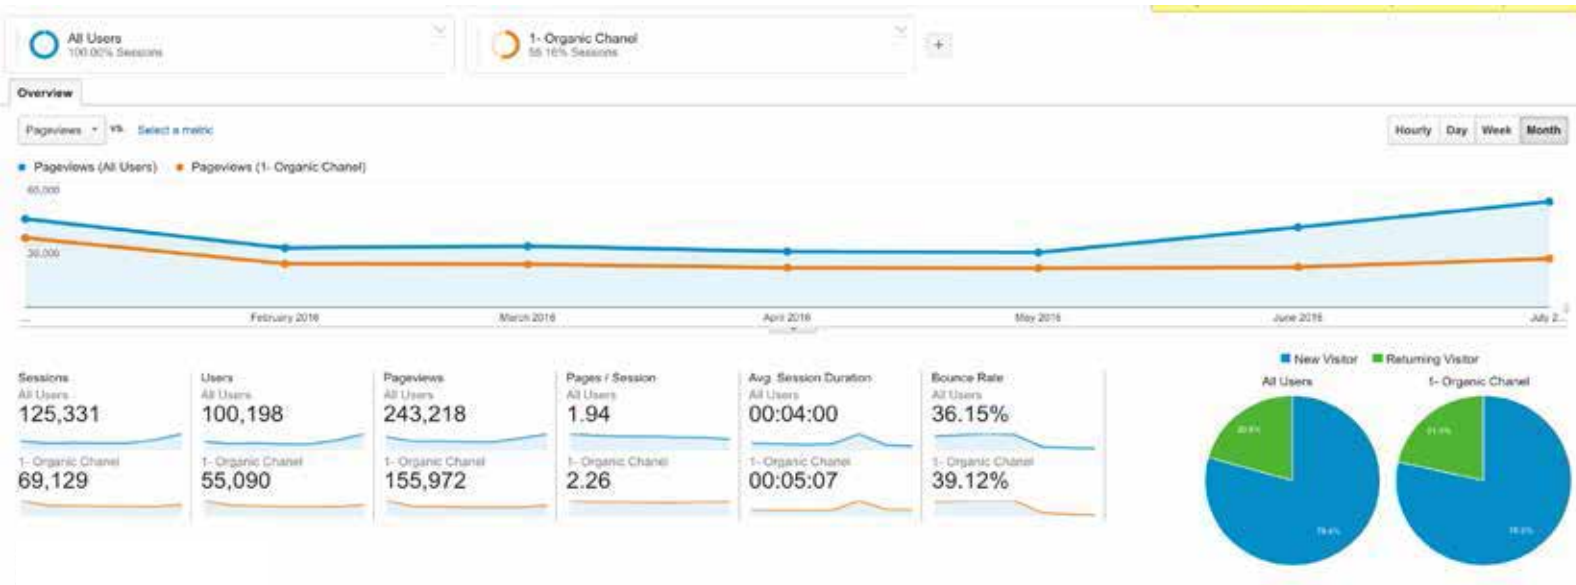 All Users
100.00% Sessions
1- Organic Chanel
55.16% Sessions
+
Overview
Pageviews vs. Select a metric
Hourly Day Week Month
Pageviews (All Users) Pageviews (1- Organic Chanel)
60,000
30,000
... February 2016 March 2016 April 2016 May 2016 June 2016 July 2...
New Visitor Returning Visitor
Sessions
All Users
125,331
1- Organic Chanel
69,129
Users
All Users
100,198
1- Organic Chanel
55,090
Pageviews
All Users
243,218
1- Organic Chanel
155,972
Pages / Session
All Users
1.94
1- Organic Chanel
2.26
Avg. Session Duration
All Users
00:04:00
1- Organic Chanel
00:05:07
Bounce Rate
All Users
36.15%
1- Organic Chanel
39.12%
All Users
1- Organic Chanel